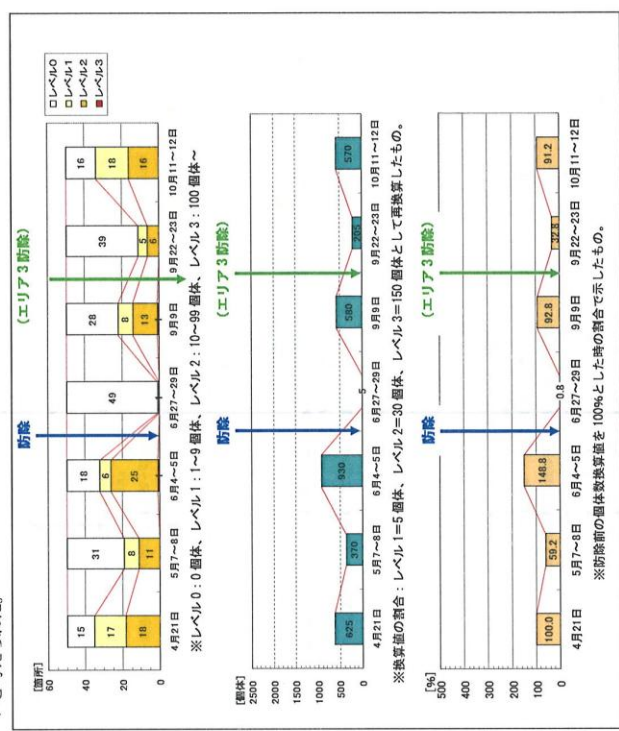 防除
(エリア3防除)
[箇所]
60
40
20
0
15
17
18
31
8
11
18
6
25
49
28
8
13
39
5
6
16
18
16
レベル0
レベル1
レベル2
レベル3
4月21日
5月7～8日
6月4～5日
6月27～29日
9月9日
9月22～23日
10月11～12日
※レベル0:0個体、レベル1:1～9個体、レベル2:10～99個体、レベル3:100個体～
防除
(エリア3防除)
[個体]
2500
2000
1500
1000
500
0
625
370
930
5
580
205
570
4月21日
5月7～8日
6月4～5日
6月27～29日
9月9日
9月22～23日
10月11～12日
※換算値の割合:レベル1=5個体、レベル2=30個体、レベル3=150個体として再換算したもの。
防除
(エリア3防除)
[%]
500
400
300
200
100
0
100.0
59.2
148.8
0.8
92.8
32.8
91.2
4月21日
5月7～8日
6月4～5日
6月27～29日
9月9日
9月22～23日
10月11～12日
※防除前の個体数換算値を100%とした時の割合で示したもの。